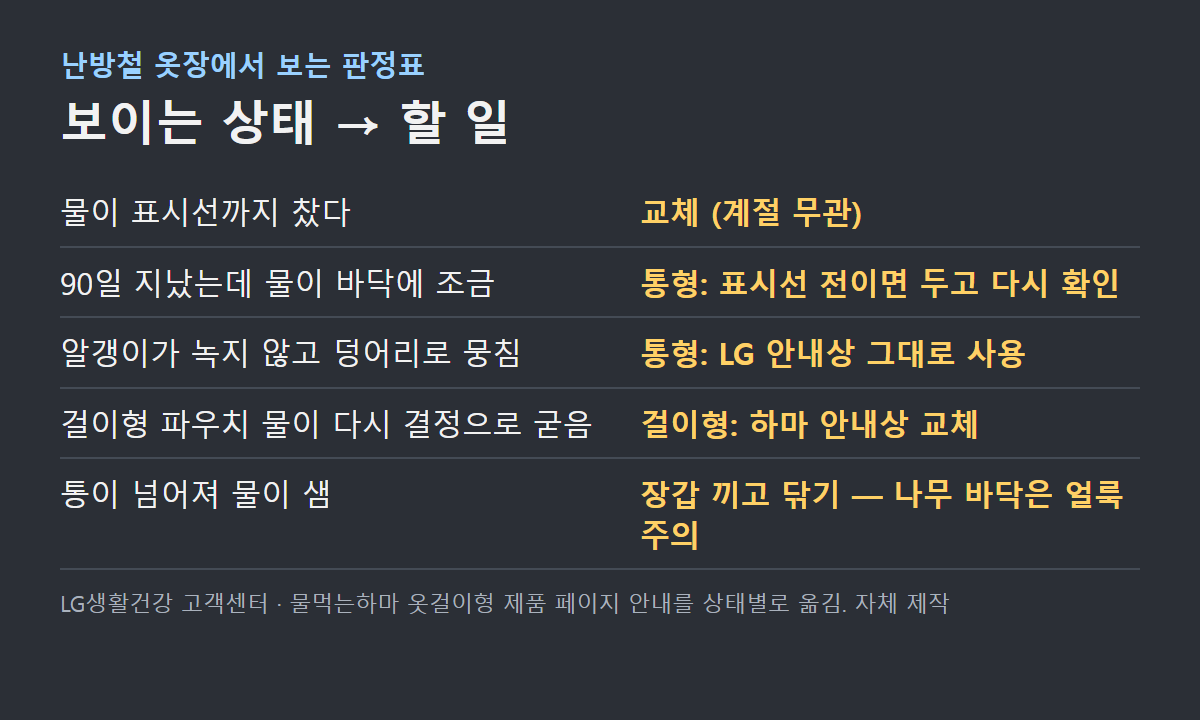 난방철 옷장에서 보는 판정표
보이는 상태 → 할 일
물이 표시선까지 찼다
교체 (계절 무관)
90일 지났는데 물이 바닥에 조금
통형: 표시선 전이면 두고 다시 확인
알갱이가 녹지 않고 덩어리로 뭉침
통형: LG 안내상 그대로 사용
걸이형 파우치 물이 다시 결정으로 굳음
걸이형: 하마 안내상 교체
통이 넘어져 물이 샘
장갑 끼고 닦기 — 나무 바닥은 얼룩
주의
LG생활건강 고객센터 · 물먹는하마 옷걸이형 제품 페이지 안내를 상태별로 옮김. 자체 제작